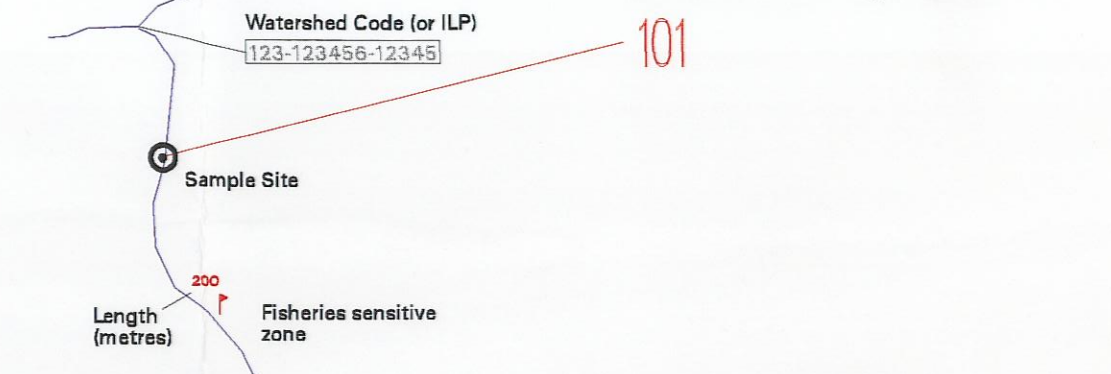 Watershed Code (or ILP)
123-123456-12345
101
Sample Site
200
Length
(metres)
Fisheries sensitive
zone